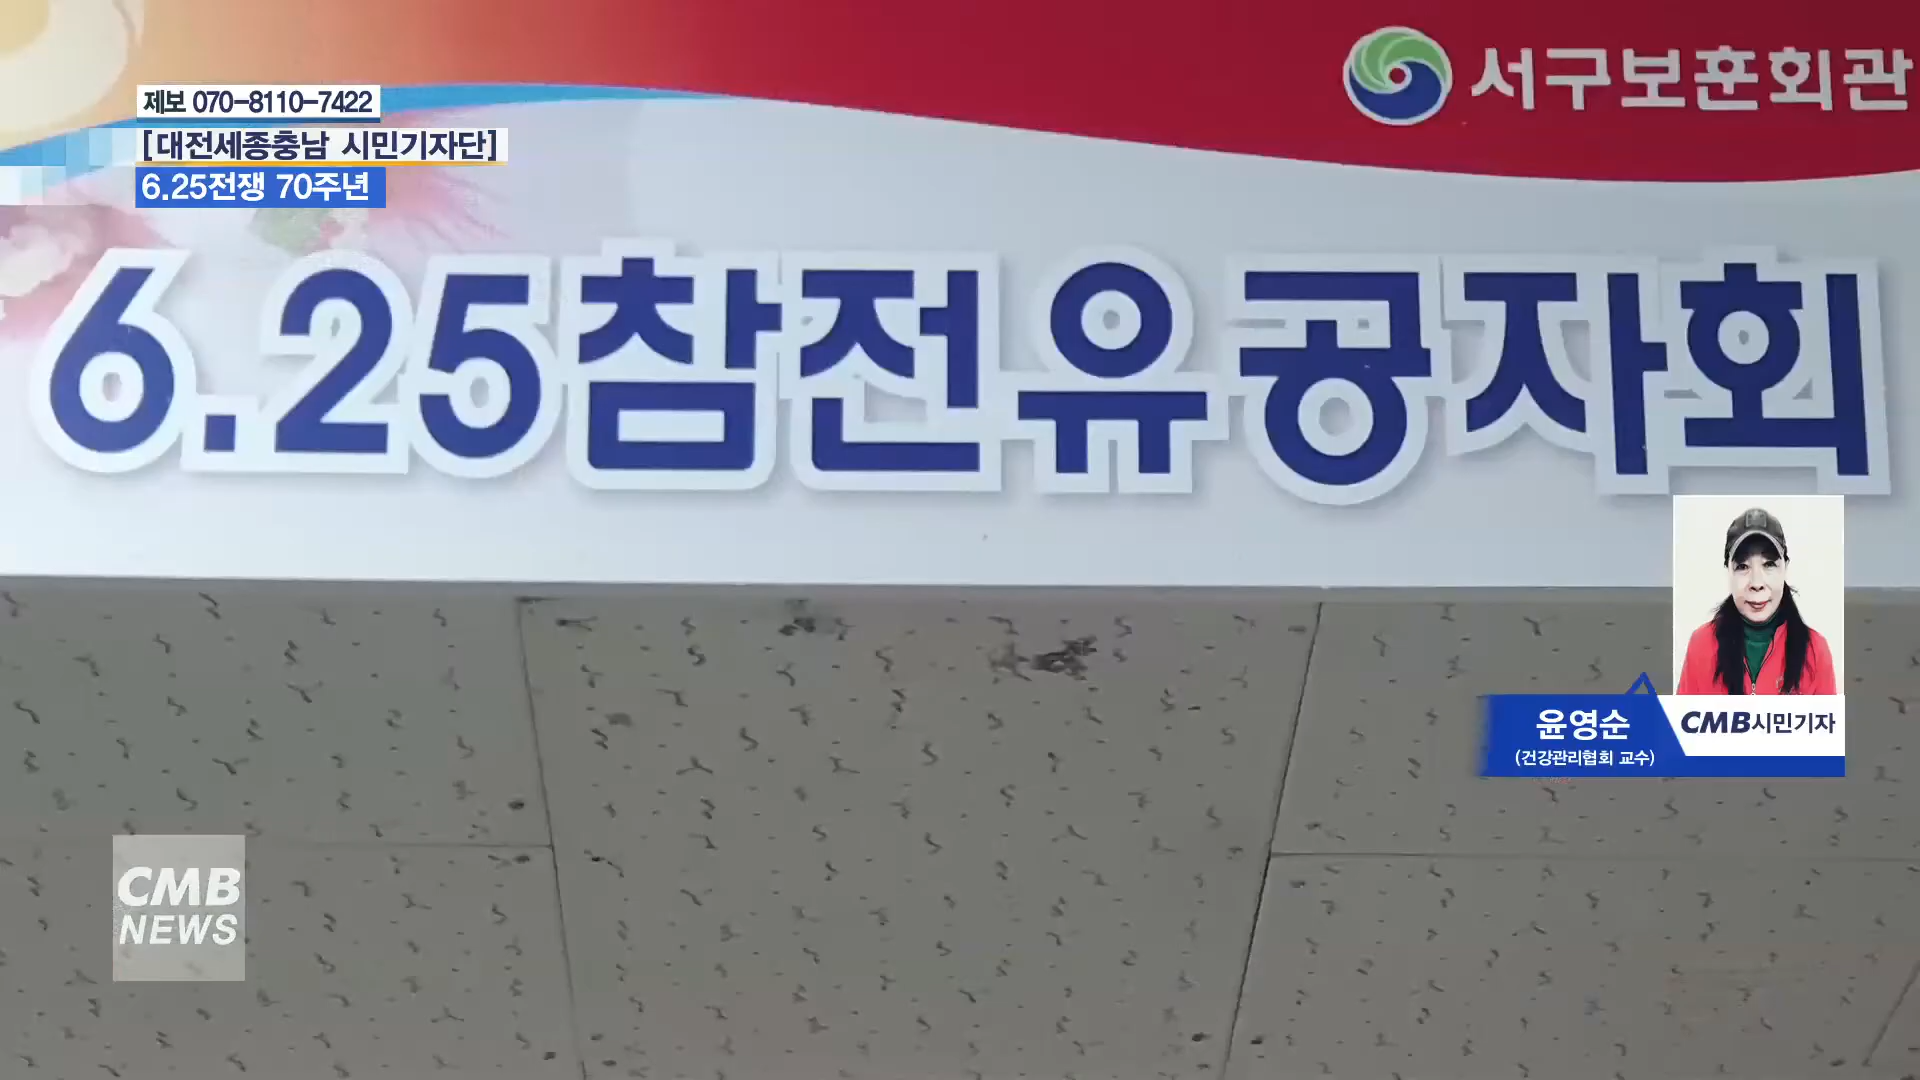 서구보훈회관
제보 070-8110-7422
[대전세종충남 시민기자단]
6.25전쟁 70주년
6.25참전유공자회
윤영순
(건강관리협회 교수)
CMB시민기자
CMB
NEWS